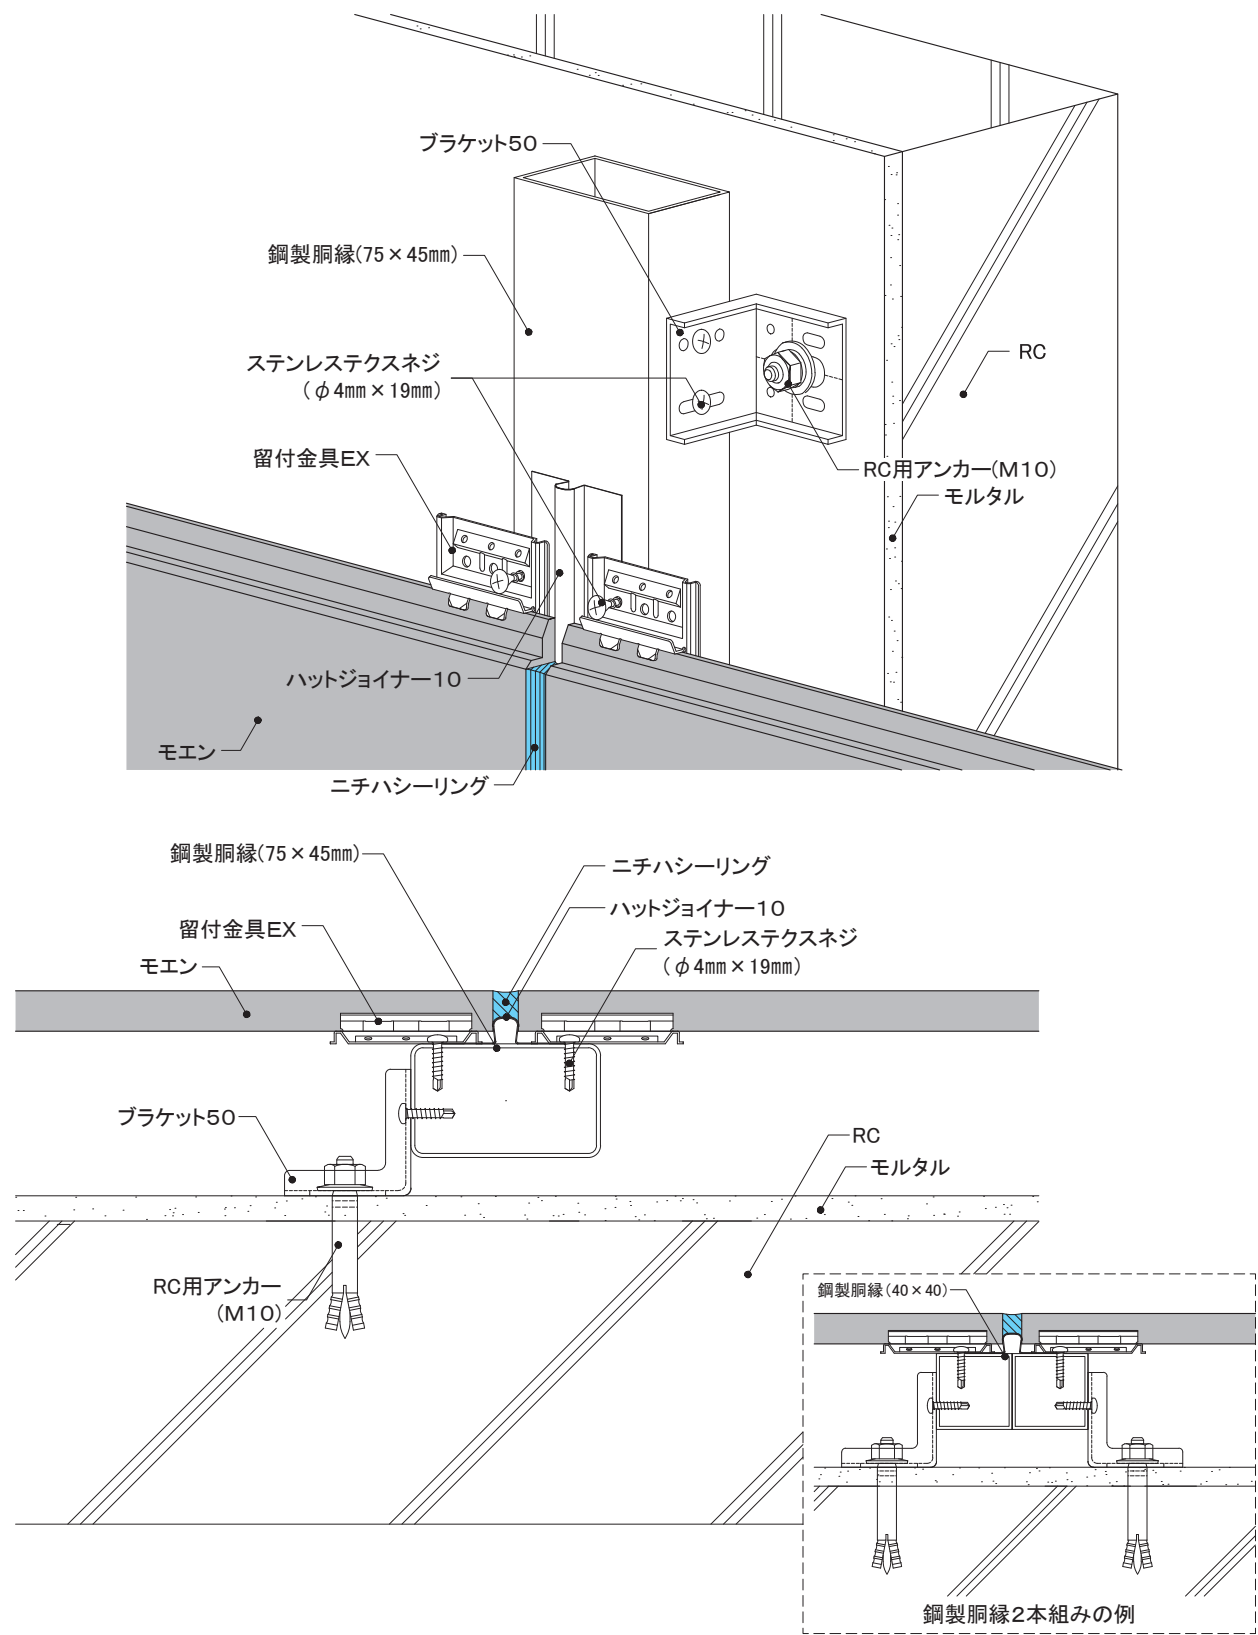 ブラケット50
鋼製胴縁(75×45mm)
ステンレステクスネジ
(φ4mm×19mm)
RC
留付金具EX
RC用アンカー(M10)
モルタル
ハットジョイナー10
モエン
ニチハシーリング
鋼製胴縁(75×45mm)
ニチハシーリング
ハットジョイナー10
留付金具EX
ステンレステクスネジ
(φ4mm×19mm)
モエン
ブラケット50
RC
モルタル
RC用アンカー
(M10)
鋼製胴縁(40×40)
鋼製胴縁2本組みの例